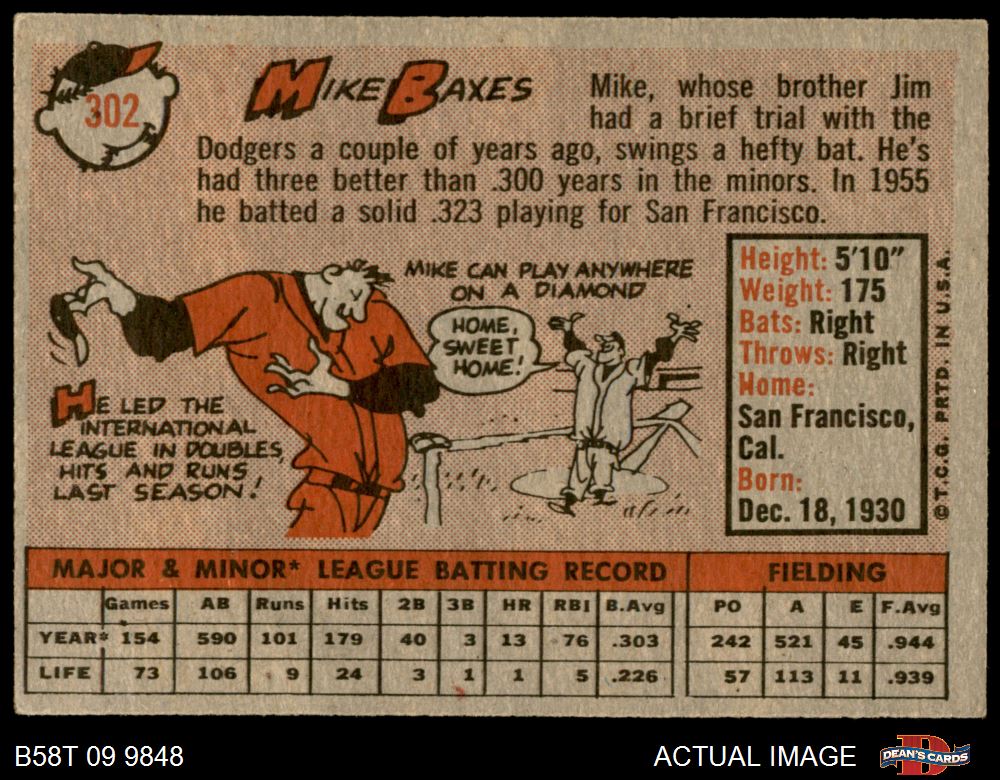 302
MIKE BAXES
Mike, whose brother Jim
had a brief trial with the
Dodgers a couple of years ago, swings a hefty bat. He's
had three better than .300 years in the minors. In 1955
he batted a solid .323 playing for San Francisco.
MIKE CAN PLAY ANYWHERE
ON A DIAMOND
HOME,
SWEET
HOME!
HE LED THE
INTERNATIONAL
LEAGUE IN DOUBLES,
HITS AND RUNS
LAST SEASON!
Height: 5'10"
Weight: 175
Bats: Right
Throws: Right
Home:
San Francisco,
Cal.
Born:
Dec. 18, 1930
©T.C.G. PRTD. IN U.S.A.
MAJOR & MINOR* LEAGUE BATTING RECORD FIELDING
Games AB Runs Hits 2B 3B HR RBI B.Avg PO A E F.Avg
YEAR* 154 590 101 179 40 3 13 76 .303 242 521 45 .944
LIFE 73 106 9 24 3 1 1 5 .226 57 113 11 .939
B58T 09 9848
ACTUAL IMAGE
DEAN'S CARDS